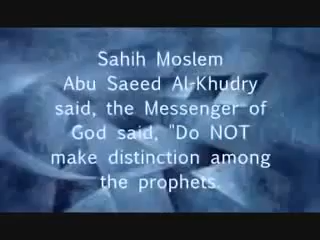 Sahih Moslem
Abu Saeed Al-Khudry
said, the Messenger of
God said, "Do NOT
make distinction among
the prophets.